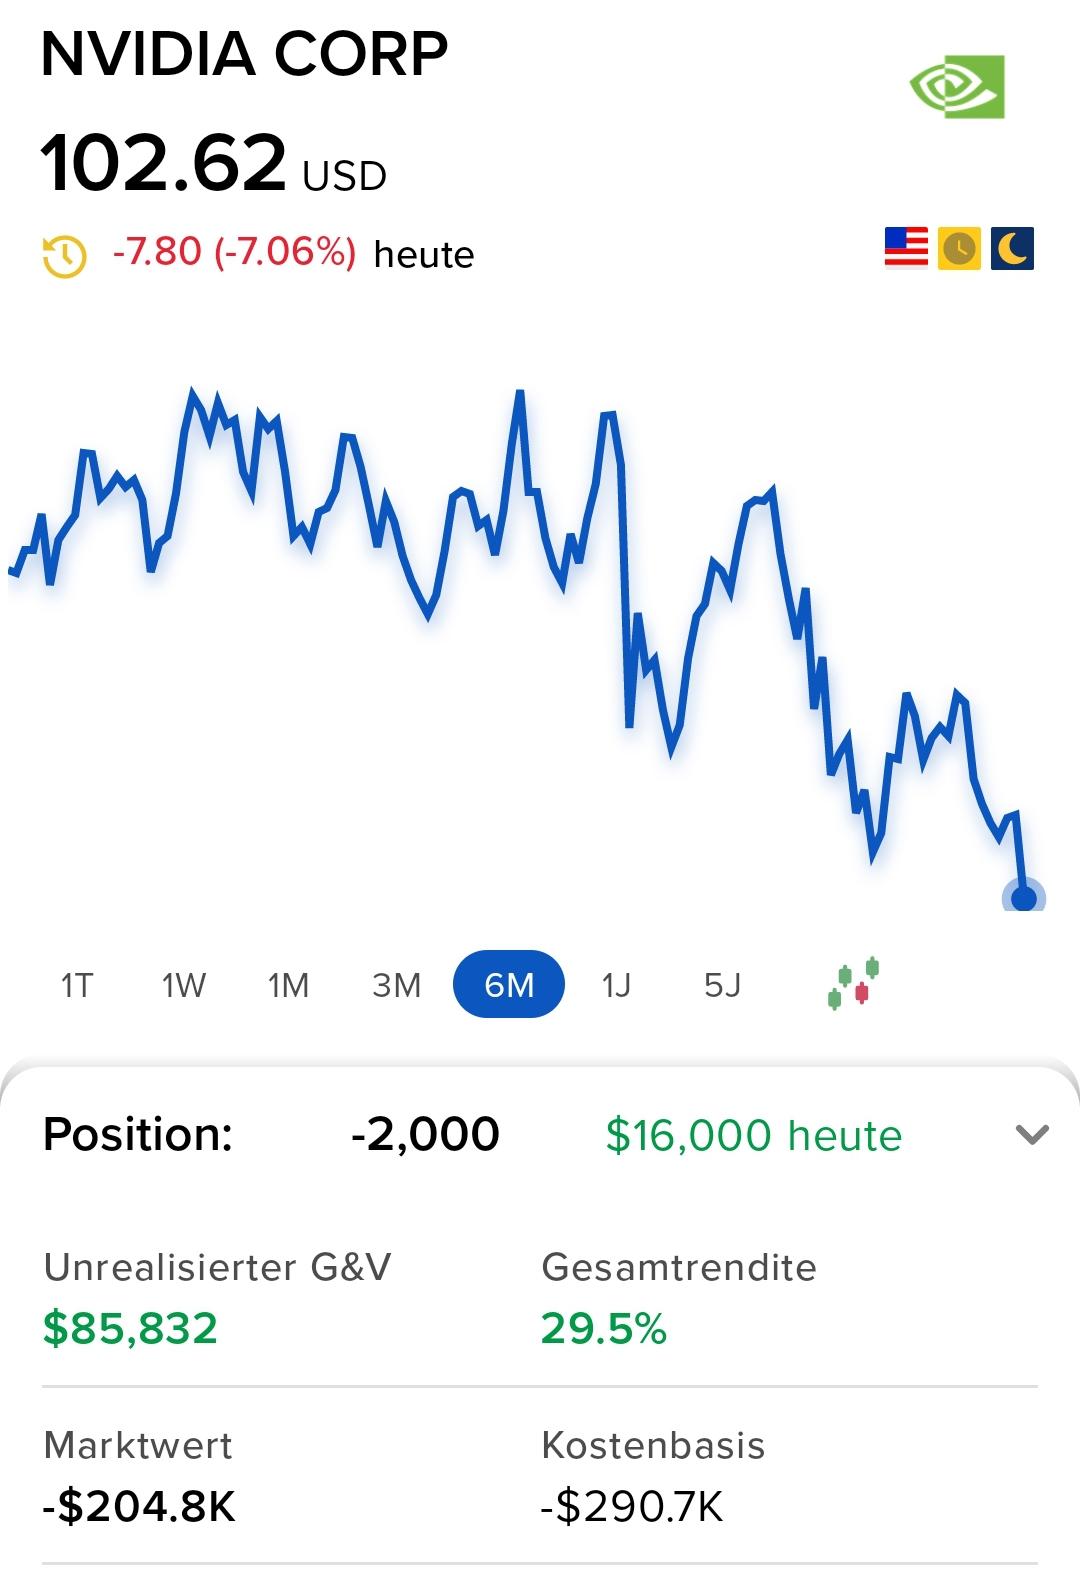 NVIDIA CORP
102.62 USD
-7.80 (-7.06%) heute
1T 1W 1M 3M 6M 1J 5J
Position: -2,000 $16,000 heute
Unrealisierter G&V Gesamtrendite
$85,832 29.5%
Marktwert Kostenbasis
-$204.8K -$290.7K